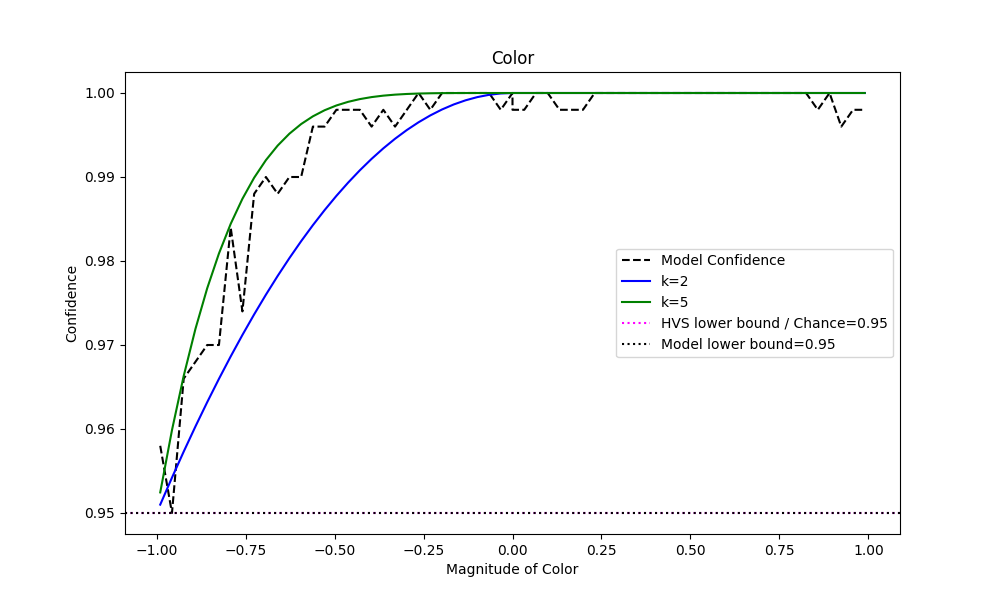 Color
1.00
0.99
0.98
0.97
0.96
0.95
Confidence
Model Confidence
k=2
k=5
HVS lower bound / Chance=0.95
Model lower bound=0.95
−1.00 −0.75 −0.50 −0.25 0.00 0.25 0.50 0.75 1.00
Magnitude of Color